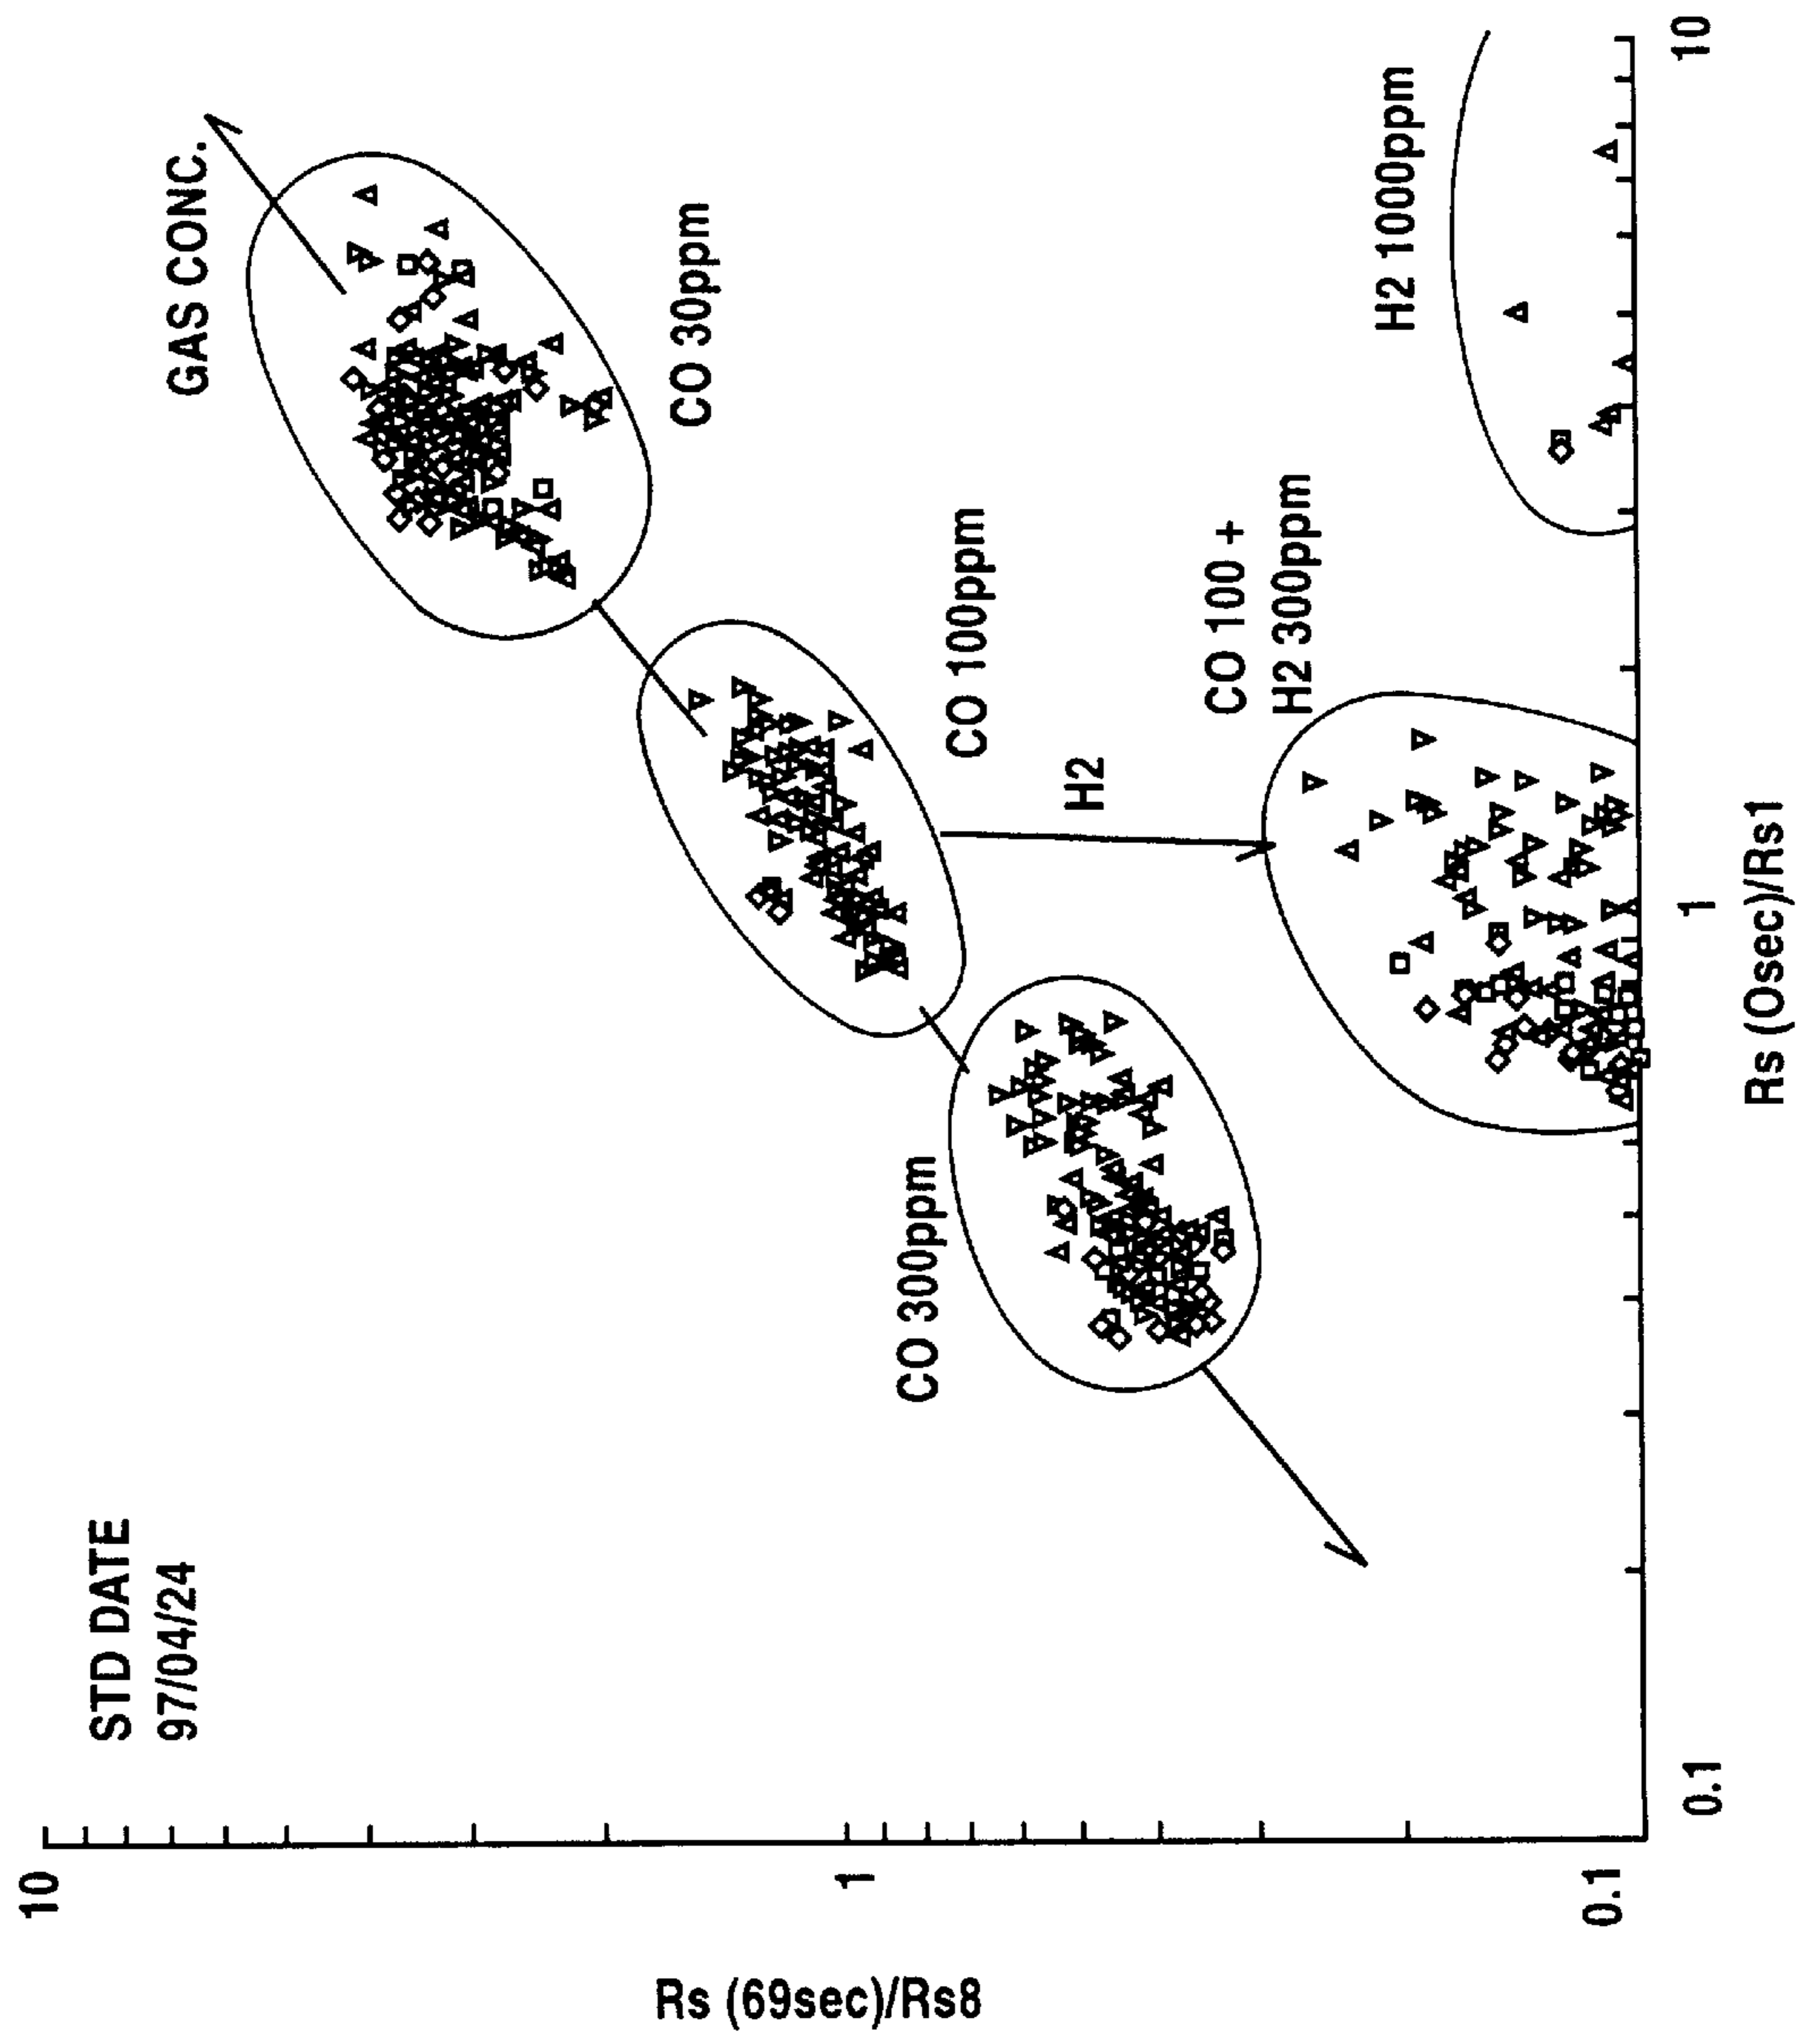 STD DATE
97/04/24
GAS CONC.
CO 30ppm
CO 100ppm
CO 300ppm
H2
CO 100 +
H2 300ppm
H2 1000ppm
10
1
0.1
Rs (69sec)/Rs8
0.1
1
10
Rs (Osec)/Rs1